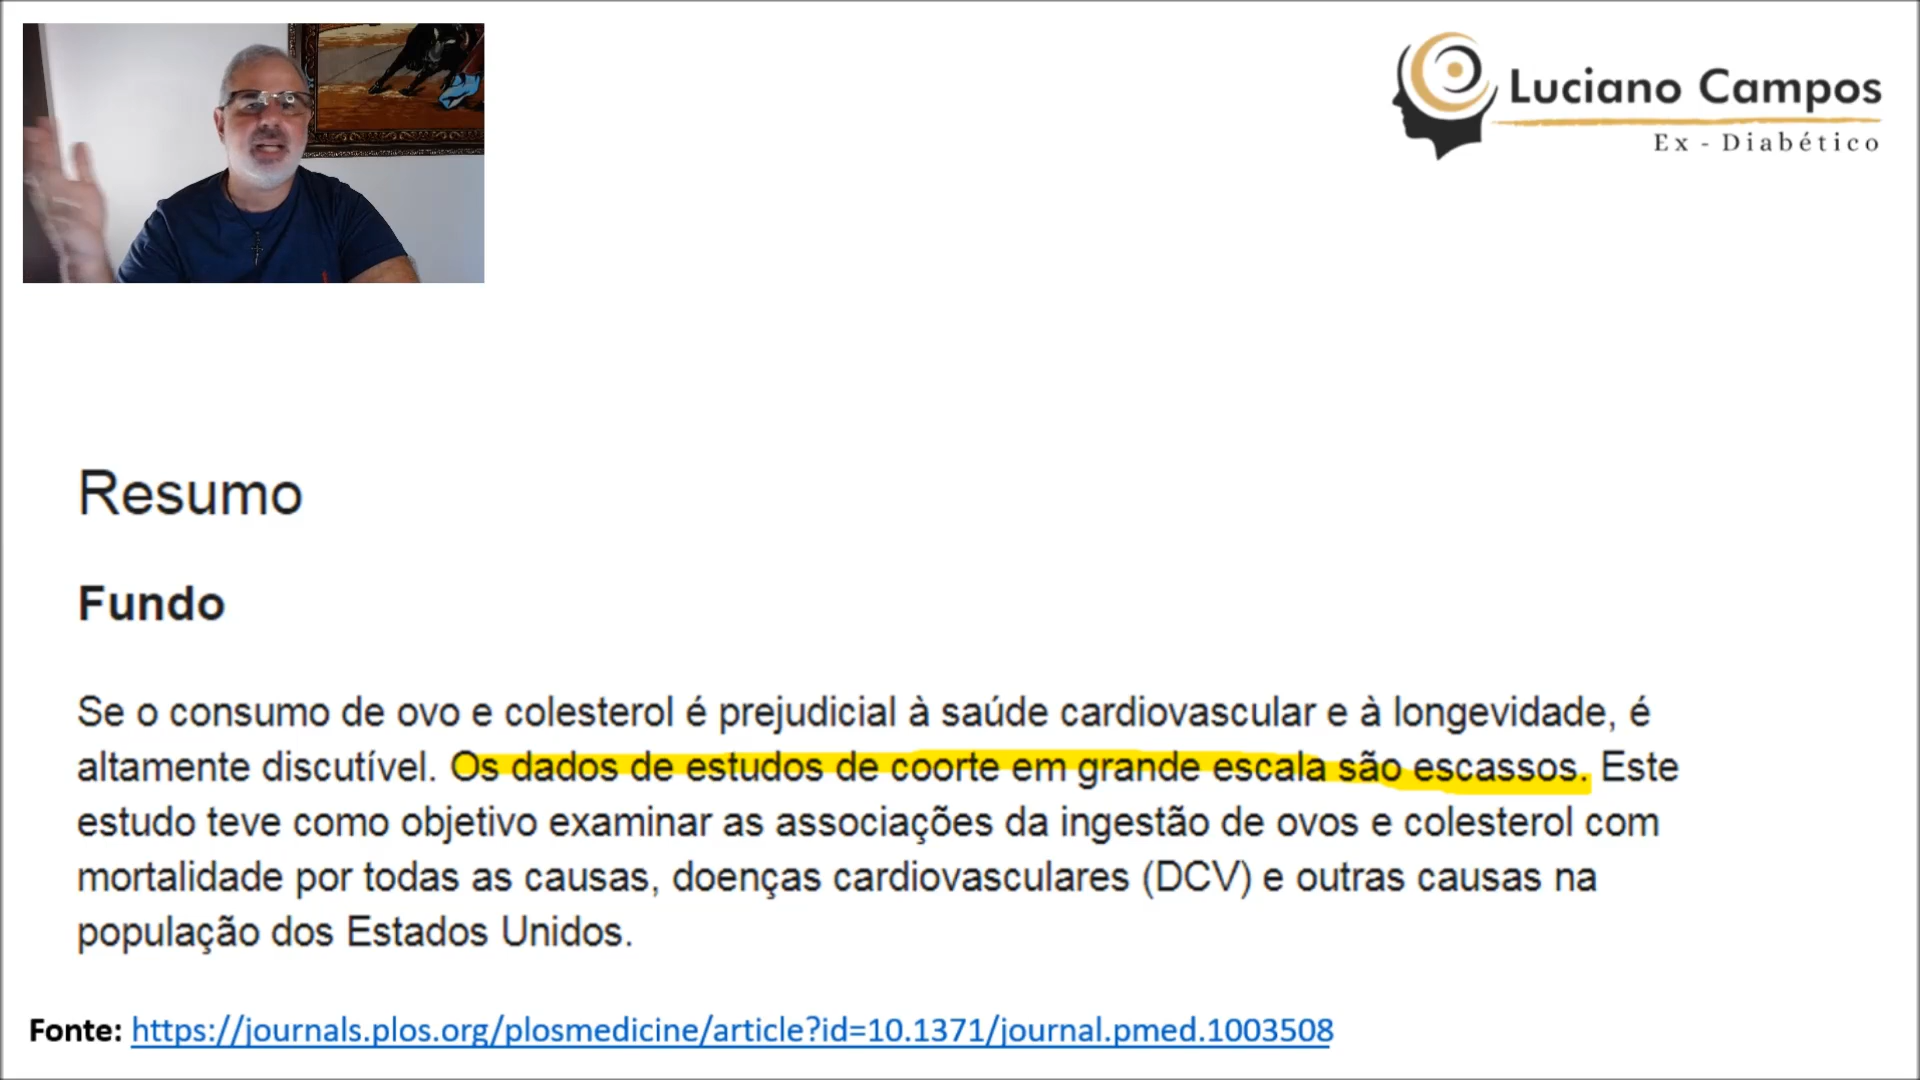 Luciano Campos
Ex - Diabético
Resumo
Fundo
Se o consumo de ovo e colesterol é prejudicial à saúde cardiovascular e à longevidade, é
altamente discutível. Os dados de estudos de coorte em grande escala são escassos. Este
estudo teve como objetivo examinar as associações da ingestão de ovos e colesterol com
mortalidade por todas as causas, doenças cardiovasculares (DCV) e outras causas na
população dos Estados Unidos.
Fonte: https://journals.plos.org/plosmedicine/article?id=10.1371/journal.pmed.1003508